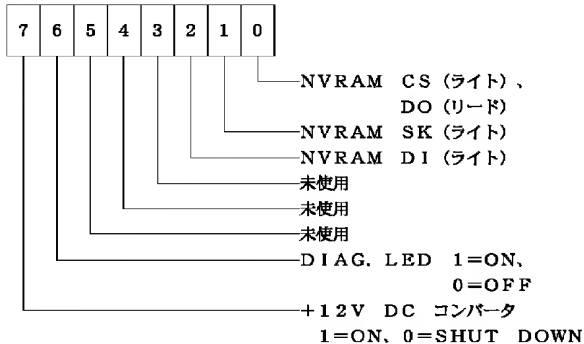 7 6 5 4 3 2 1 0
NVRAM CS (ライト)、
DO (リード)
NVRAM SK (ライト)
NVRAM DI (ライト)
未使用
未使用
未使用
DIAG. LED 1=ON、
0=OFF
+12V DC コンバータ
1=ON、0=SHUT DOWN